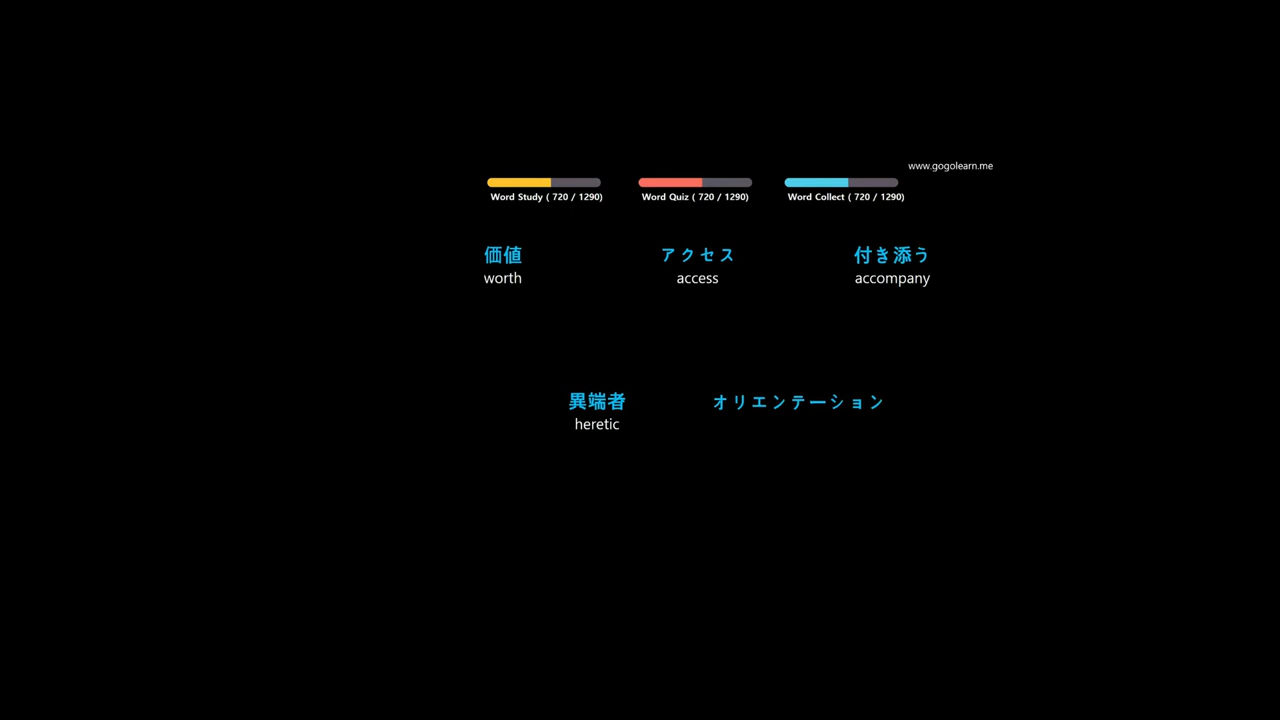 www.gogolearn.me
Word Study ( 720 / 1290)
Word Quiz ( 720 / 1290)
Word Collect ( 720 / 1290)
価値
worth
アクセス
access
付き添う
accompany
異端者
heretic
オリエンテーション